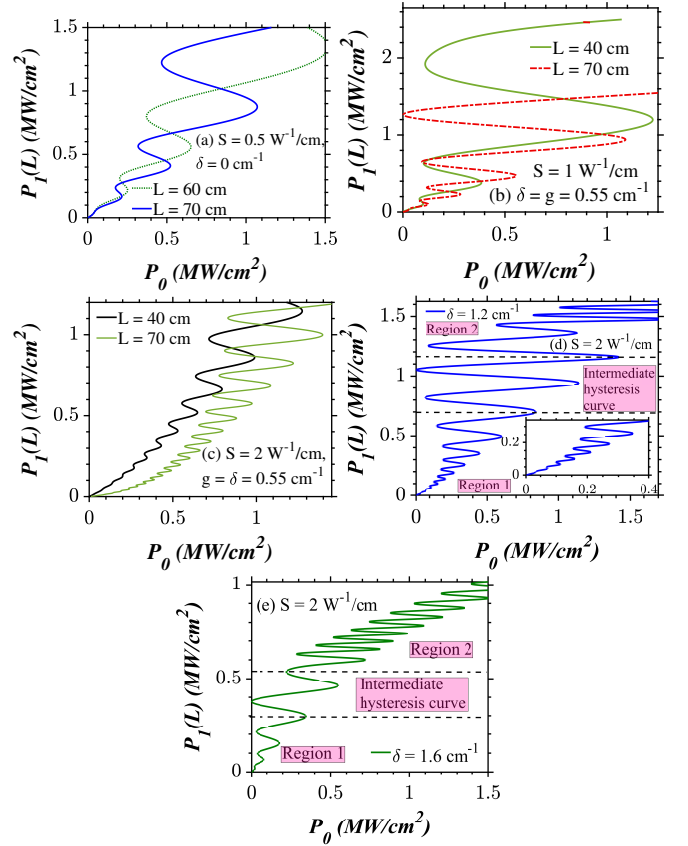 1.5
1
0.5
0
P1(L) (MW/cm2)
(a) S = 0.5 W-1/cm,
δ = 0 cm-1
L = 60 cm
L = 70 cm
0
0.5
1
1.5
P0 (MW/cm2)
2
1
0
P1(L) (MW/cm2)
L = 40 cm
L = 70 cm
S = 1 W-1/cm
(b) δ = g = 0.55 cm-1
0
0.5
1
P0 (MW/cm2)
1
0.5
0
P1(L) (MW/cm2)
L = 40 cm
L = 70 cm
(c) S = 2 W-1/cm,
g = δ = 0.55 cm-1
0
0.5
1
P0 (MW/cm2)
1.5
1
0.5
0
P1(L) (MW/cm2)
δ = 1.2 cm-1
Region 2
(d) S = 2 W-1/cm
Intermediate
hysteresis
curve
Region 1
0.2
0
0
0.2
0.4
0
0.5
1
1.5
P0 (MW/cm2)
1
0.5
0
P1(L) (MW/cm2)
(e) S = 2 W-1/cm
Region 2
Intermediate
hysteresis curve
Region 1
δ = 1.6 cm-1
0
0.5
1
1.5
P0 (MW/cm2)